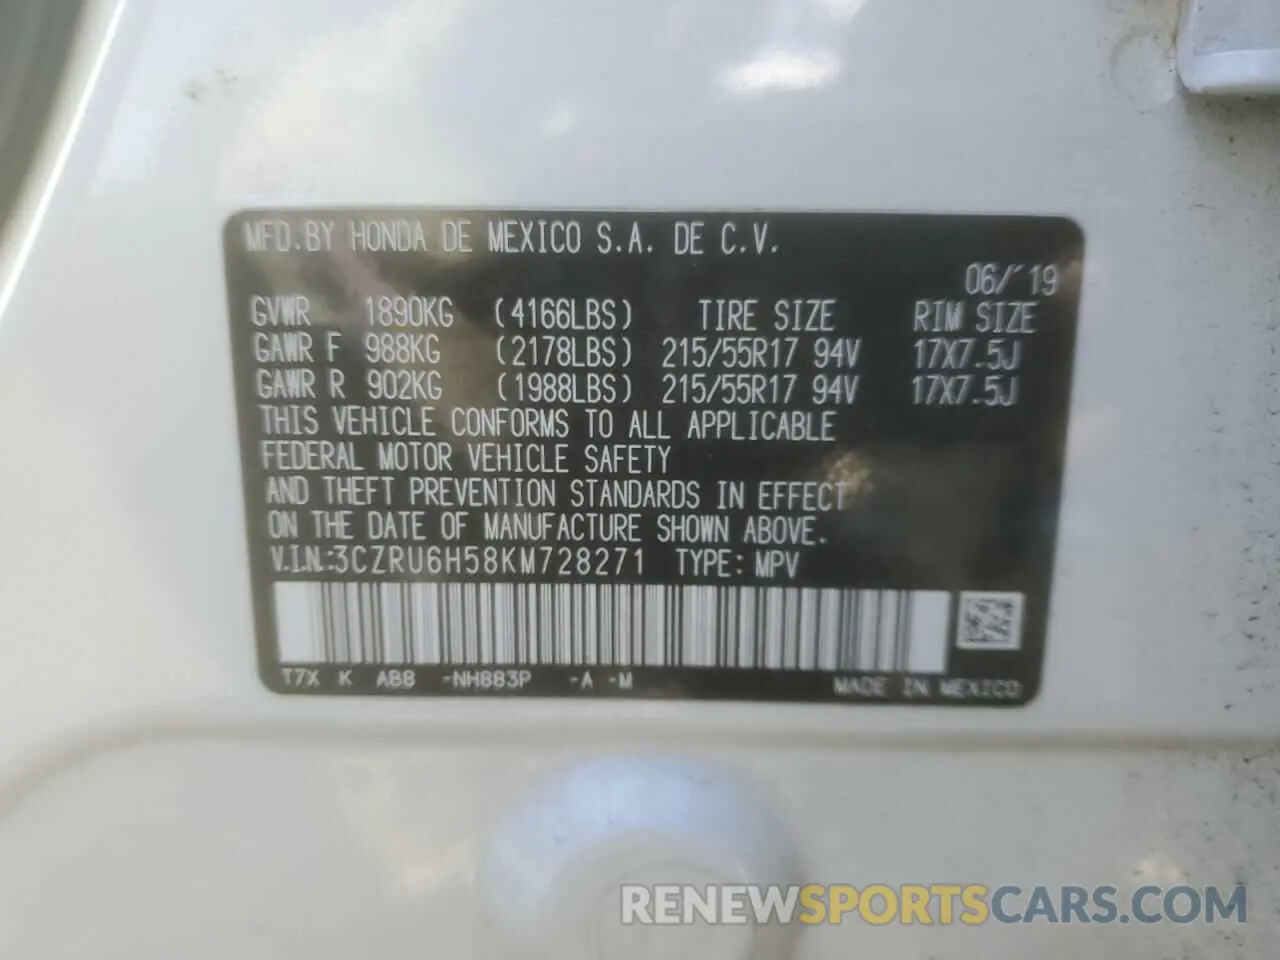 MFD.BY HONDA DE MEXICO S.A. DE C.V.
06/'19
GVWR 1890KG (4166LBS) TIRE SIZE RIM SIZE
GAWR F 988KG (2178LBS) 215/55R17 94V 17X7.5J
GAWR R 902KG (1988LBS) 215/55R17 94V 17X7.5J
THIS VEHICLE CONFORMS TO ALL APPLICABLE
FEDERAL MOTOR VEHICLE SAFETY
AND THEFT PREVENTION STANDARDS IN EFFECT
ON THE DATE OF MANUFACTURE SHOWN ABOVE.
V.I.N.:3CZRU6H58KM728271 TYPE: MPV
T7X K ABB -NH883P -A -M MADE IN MEXICO
RENEWSPORTSCARS.COM